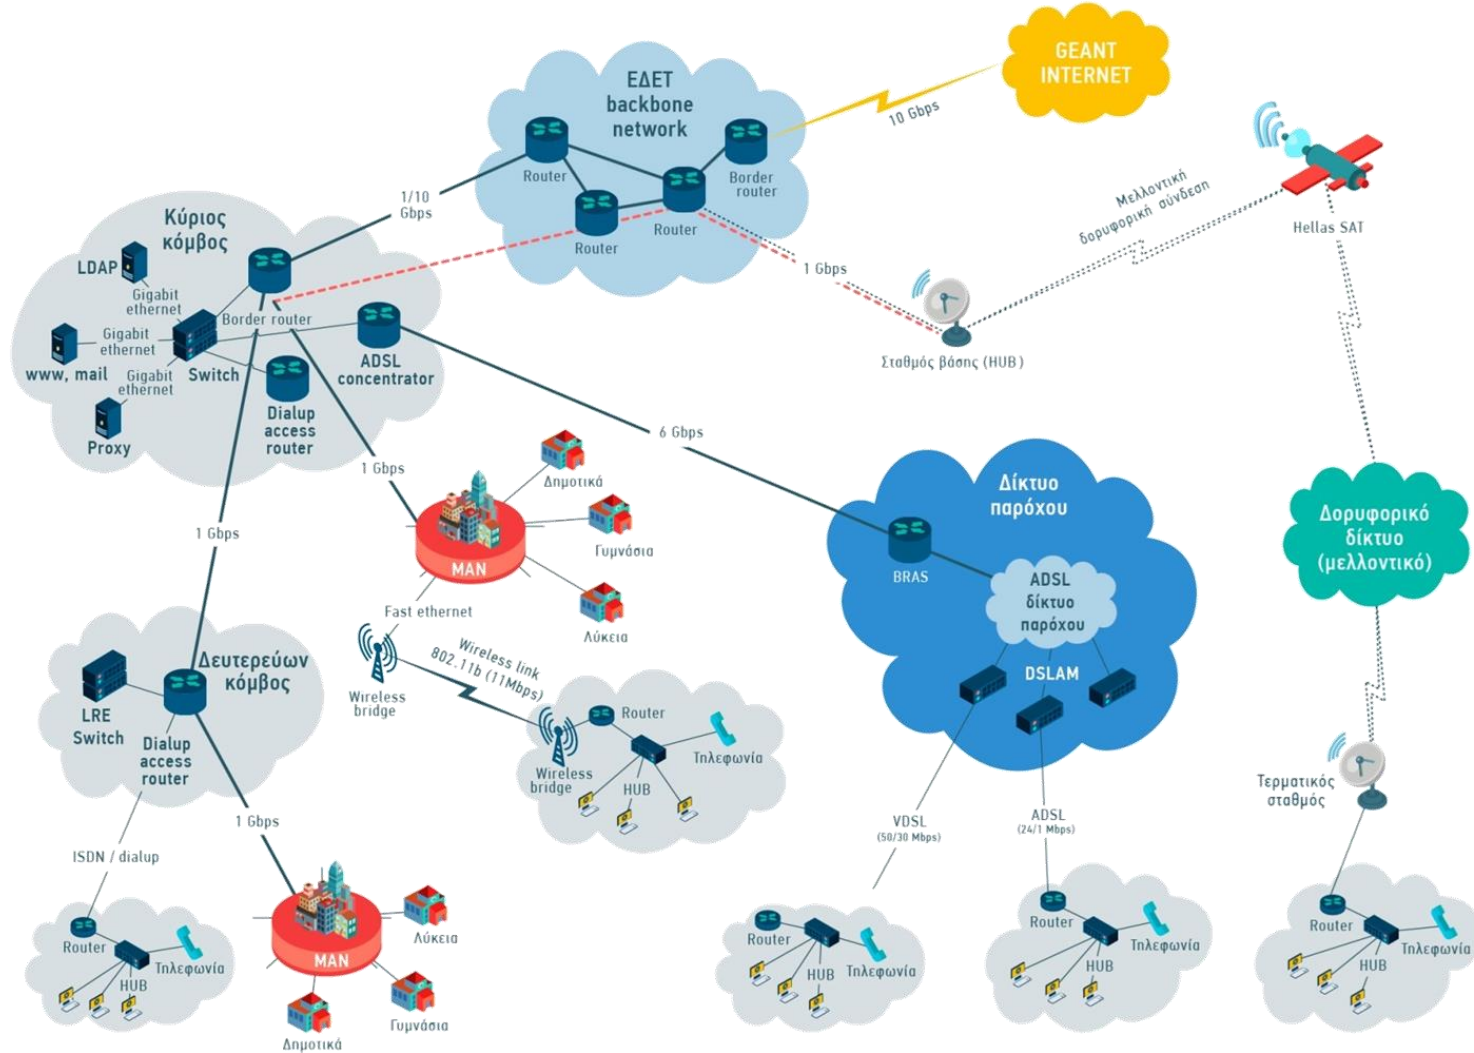 GEANT
INTERNET
ΕΔΕΤ
backbone
network
10 Gbps
Router
Border
router
Router
Router
1/10
Gbps
Μελλοντική
δορυφορική σύνδεση
Hellas SAT
Κύριος
κόμβος
LDAP
Gigabit
ethernet
Border router
1 Gbps
Gigabit
ethernet
www, mail
Gigabit
ethernet
Switch
ADSL
concentrator
Σταθμός βάσης (HUB)
Proxy
Dialup
access
router
6 Gbps
1 Gbps
Δημοτικά
Γυμνάσια
Λύκεια
MAN
1 Gbps
Fast ethernet
Δίκτυο
παρόχου
BRAS
ADSL
δίκτυο
παρόχου
DSLAM
Δορυφορικό
δίκτυο
(μελλοντικό)
Δευτερεύων
κόμβος
LRE
Switch
Dialup
access
router
Wireless
bridge
Wireless link
802.11b (11Mbps)
Router
Τηλεφωνία
Wireless
bridge
HUB
Τερματικός
σταθμός
1 Gbps
VDSL
(50/30 Mbps)
ADSL
(24/1 Mbps)
ISDN / dialup
Router
Τηλεφωνία
HUB
MAN
Λύκεια
Γυμνάσια
Δημοτικά
Router
Τηλεφωνία
HUB
Router
Τηλεφωνία
HUB
Router
Τηλεφωνία
HUB